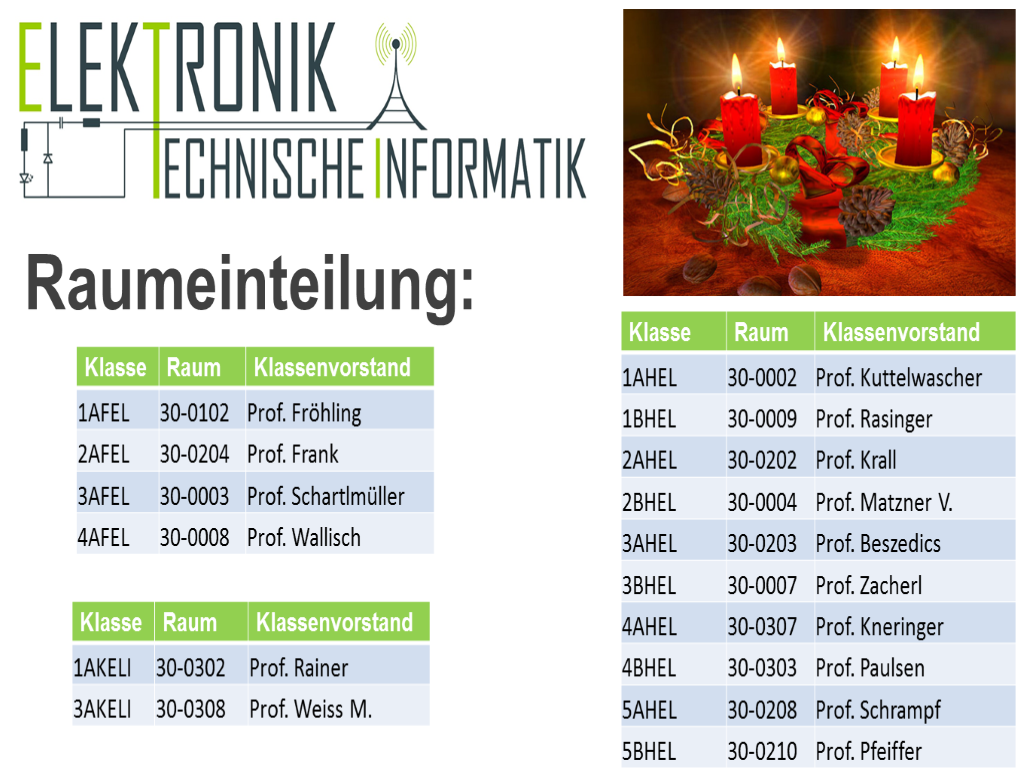 ELEKTRONIK
TECHNISCHE INFORMATIK
Raumeinteilung:
Klasse Raum Klassenvorstand
1AFEL 30-0102 Prof. Fröhling
2AFEL 30-0204 Prof. Frank
3AFEL 30-0003 Prof. Schartlmüller
4AFEL 30-0008 Prof. Wallisch
Klasse Raum Klassenvorstand
1AKELI 30-0302 Prof. Rainer
3AKELI 30-0308 Prof. Weiss M.
Klasse Raum Klassenvorstand
1AHEL 30-0002 Prof. Kuttelwascher
1BHEL 30-0009 Prof. Rasinger
2AHEL 30-0202 Prof. Krall
2BHEL 30-0004 Prof. Matzner V.
3AHEL 30-0203 Prof. Beszedics
3BHEL 30-0007 Prof. Zacherl
4AHEL 30-0307 Prof. Kneringer
4BHEL 30-0303 Prof. Paulsen
5AHEL 30-0208 Prof. Schrampf
5BHEL 30-0210 Prof. Pfeiffer